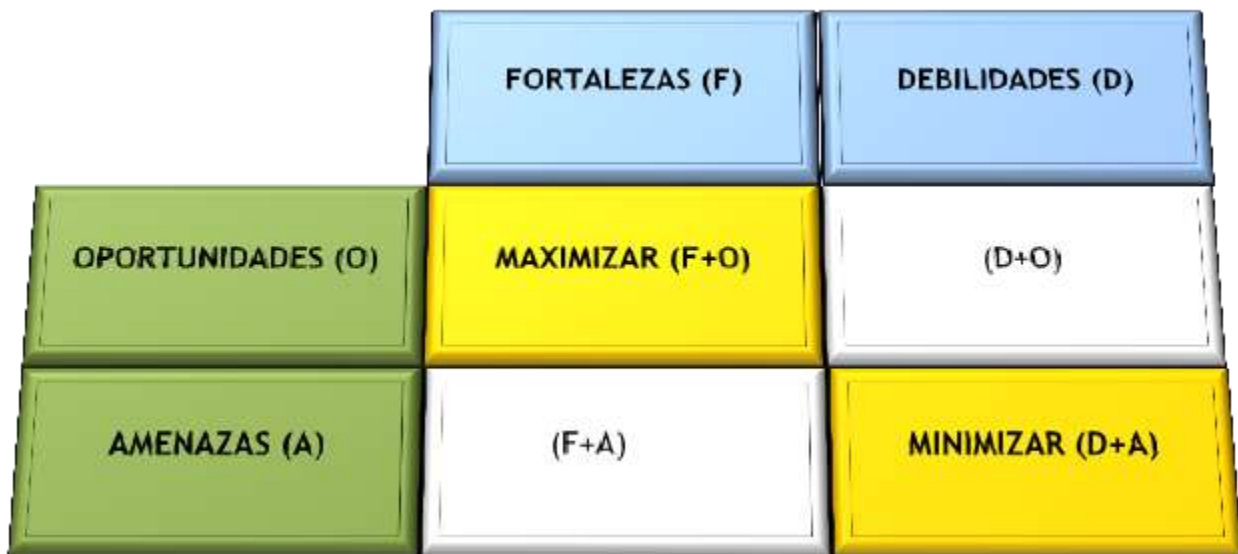 FORTALEZAS (F)
DEBILIDADES (D)
OPORTUNIDADES (O)
MAXIMIZAR (F+O)
(D+O)
AMENAZAS (A)
(F+A)
MINIMIZAR (D+A)